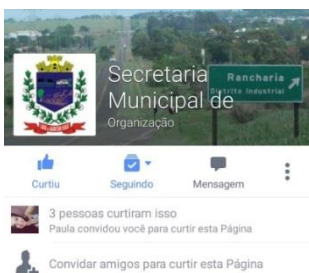 Secretaria
Municipal de
Organização
Rancharia
Distrito Industrial
Curtiu
Seguindo
Mensagem
3 pessoas curtiram isso
Paula convidou você para curtir esta Página
Convidar amigos para curtir esta Página